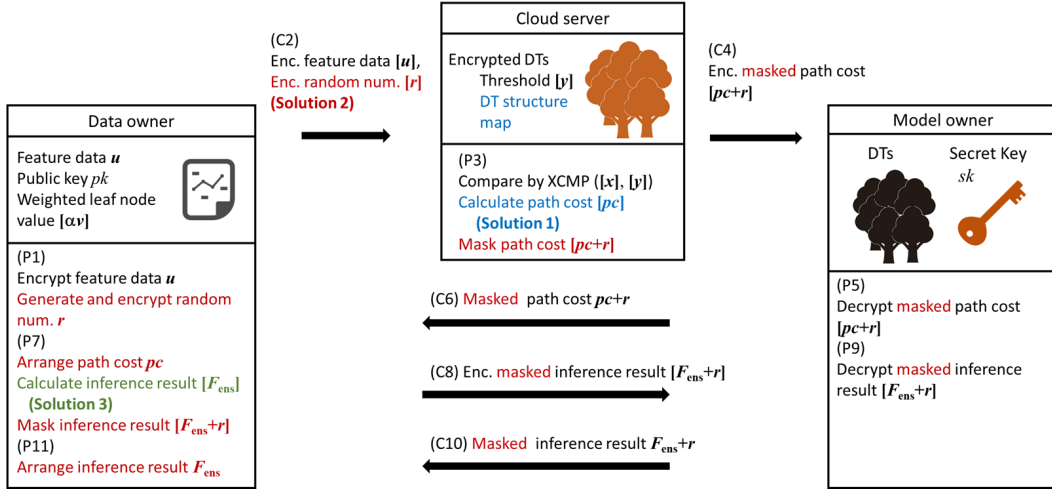 Cloud server
Encrypted DTs
Threshold [y]
DT structure
map
(P3)
Compare by XCMP ([x], [y])
Calculate path cost [pc]
(Solution 1)
Mask path cost [pc+r]
(C2)
Enc. feature data [u],
Enc. random num. [r]
(Solution 2)
(C4)
Enc. masked path cost
[pc+r]
Data owner
Feature data u
Public key pk
Weighted leaf node
value [αv]
(P1)
Encrypt feature data u
Generate and encrypt random
num. r
(P7)
Arrange path cost pc
Calculate inference result [Fens]
(Solution 3)
Mask inference result [Fens+r]
(P11)
Arrange inference result Fens
Model owner
DTs
Secret Key
sk
(P5)
Decrypt masked path cost
[pc+r]
(P9)
Decrypt masked inference
result [Fens+r]
(C6) Masked path cost pc+r
(C8) Enc. masked inference result [Fens+r]
(C10) Masked inference result Fens+r